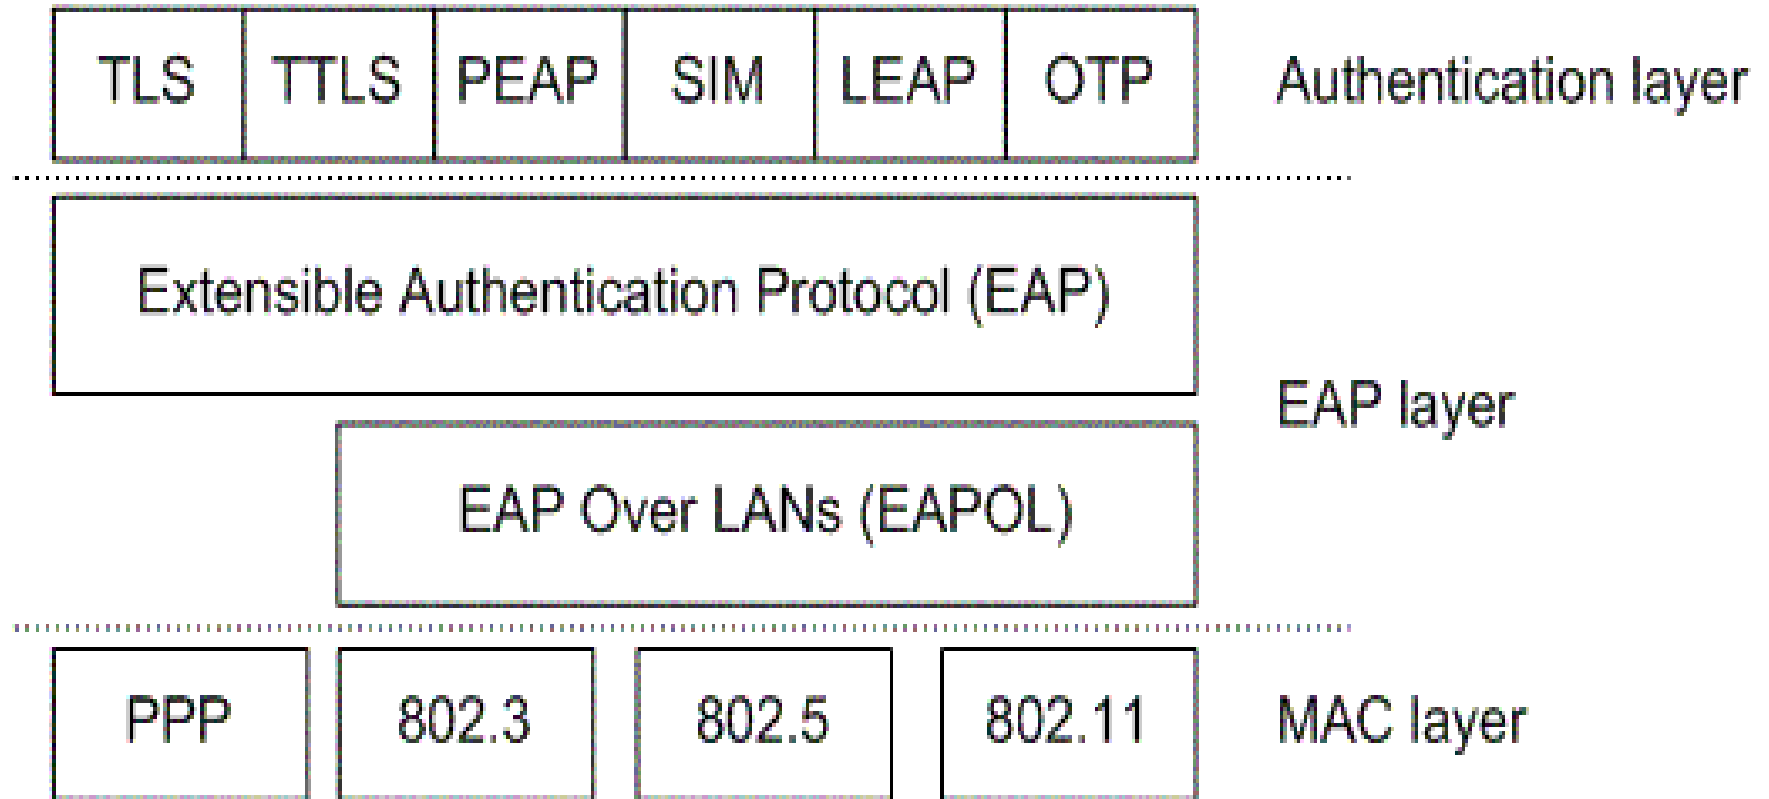 TLS TTLS PEAP SIM LEAP OTP Authentication layer
Extensible Authentication Protocol (EAP)
EAP layer
EAP Over LANs (EAPOL)
PPP 802.3 802.5 802.11 MAC layer